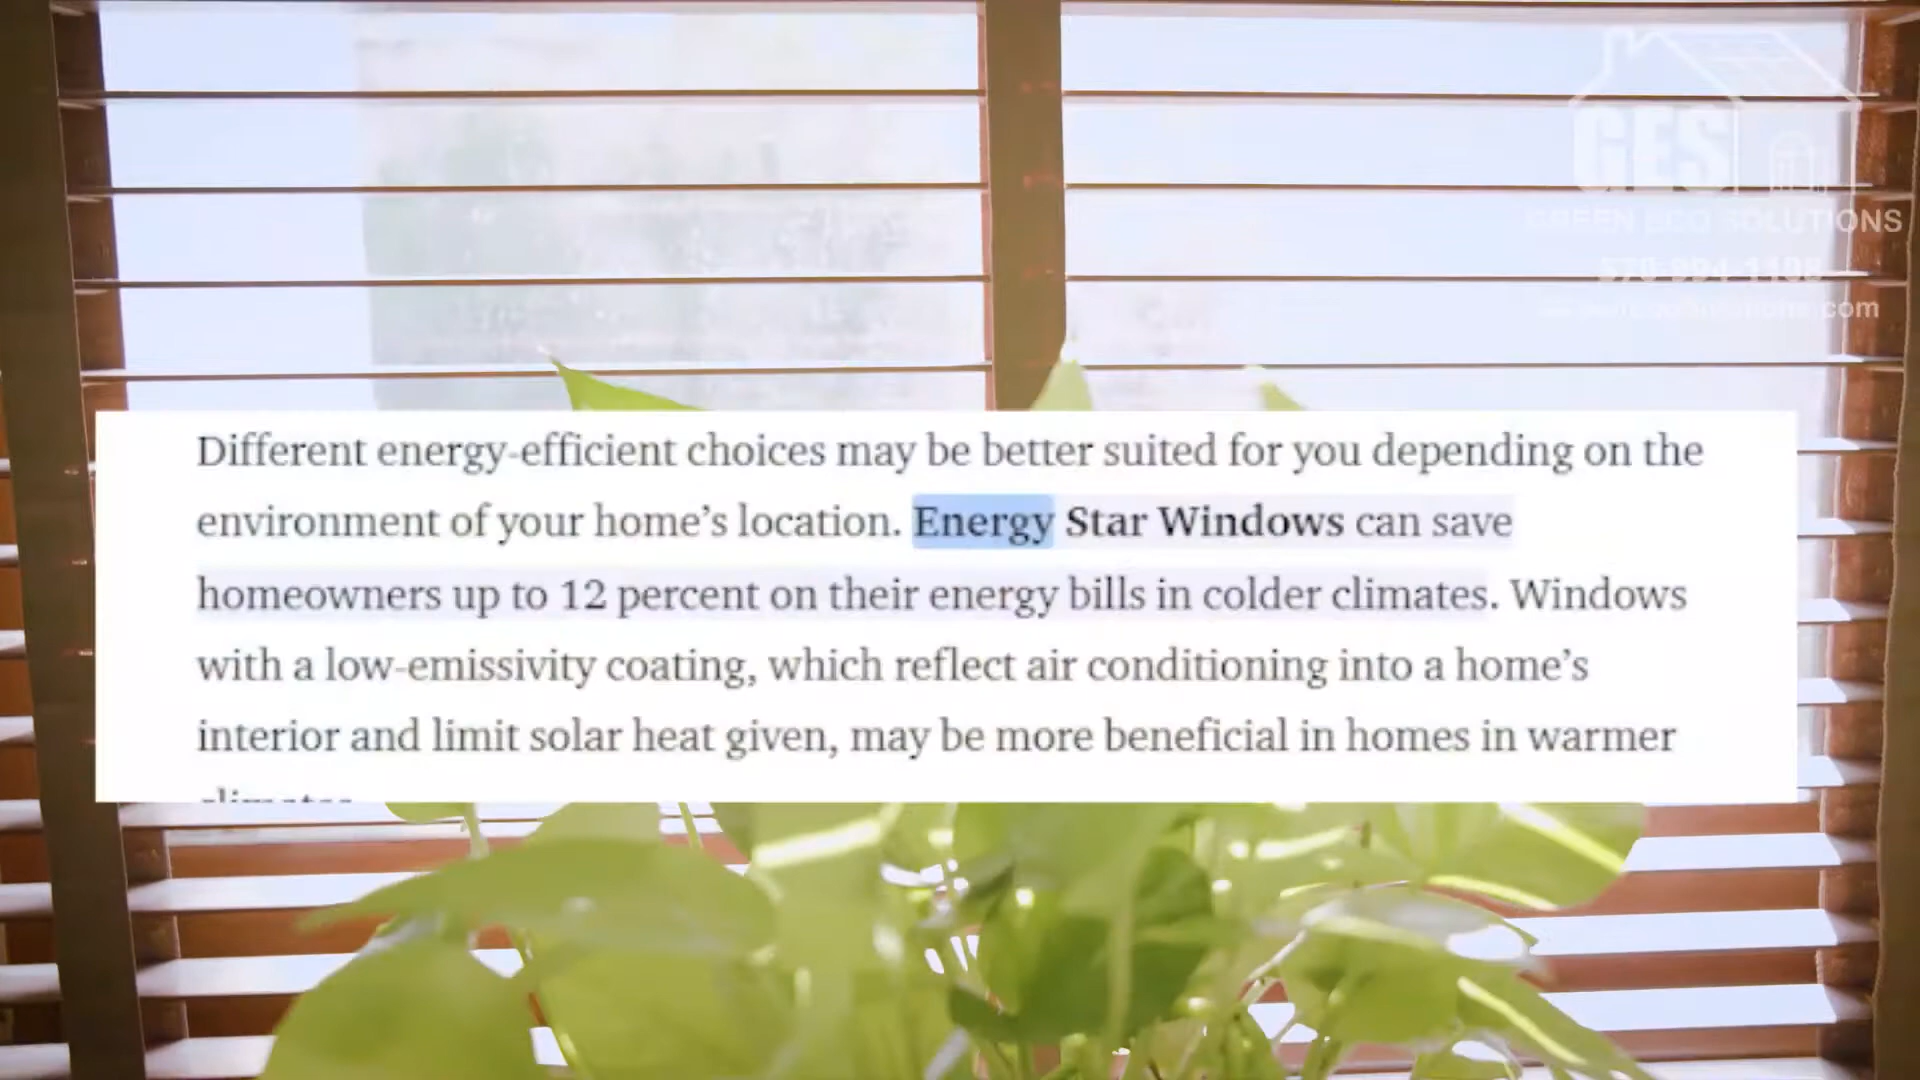 GES
GREEN ECO SOLUTIONS
Different energy-efficient choices may be better suited for you depending on the
environment of your home’s location. Energy Star Windows can save
homeowners up to 12 percent on their energy bills in colder climates. Windows
with a low-emissivity coating, which reflect air conditioning into a home’s
interior and limit solar heat given, may be more beneficial in homes in warmer
climates.